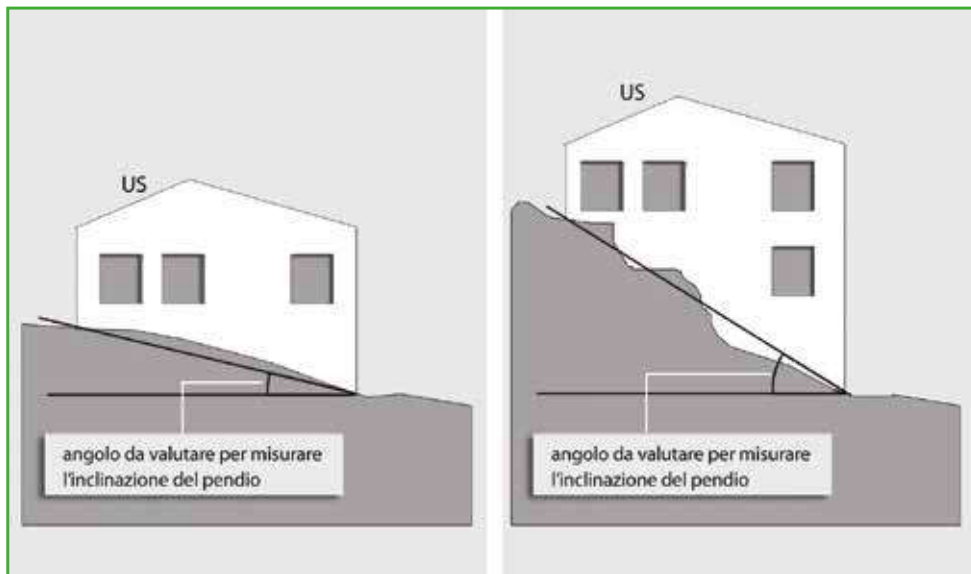 US
angolo da valutare per misurare
l'inclinazione del pendio
US
angolo da valutare per misurare
l'inclinazione del pendio